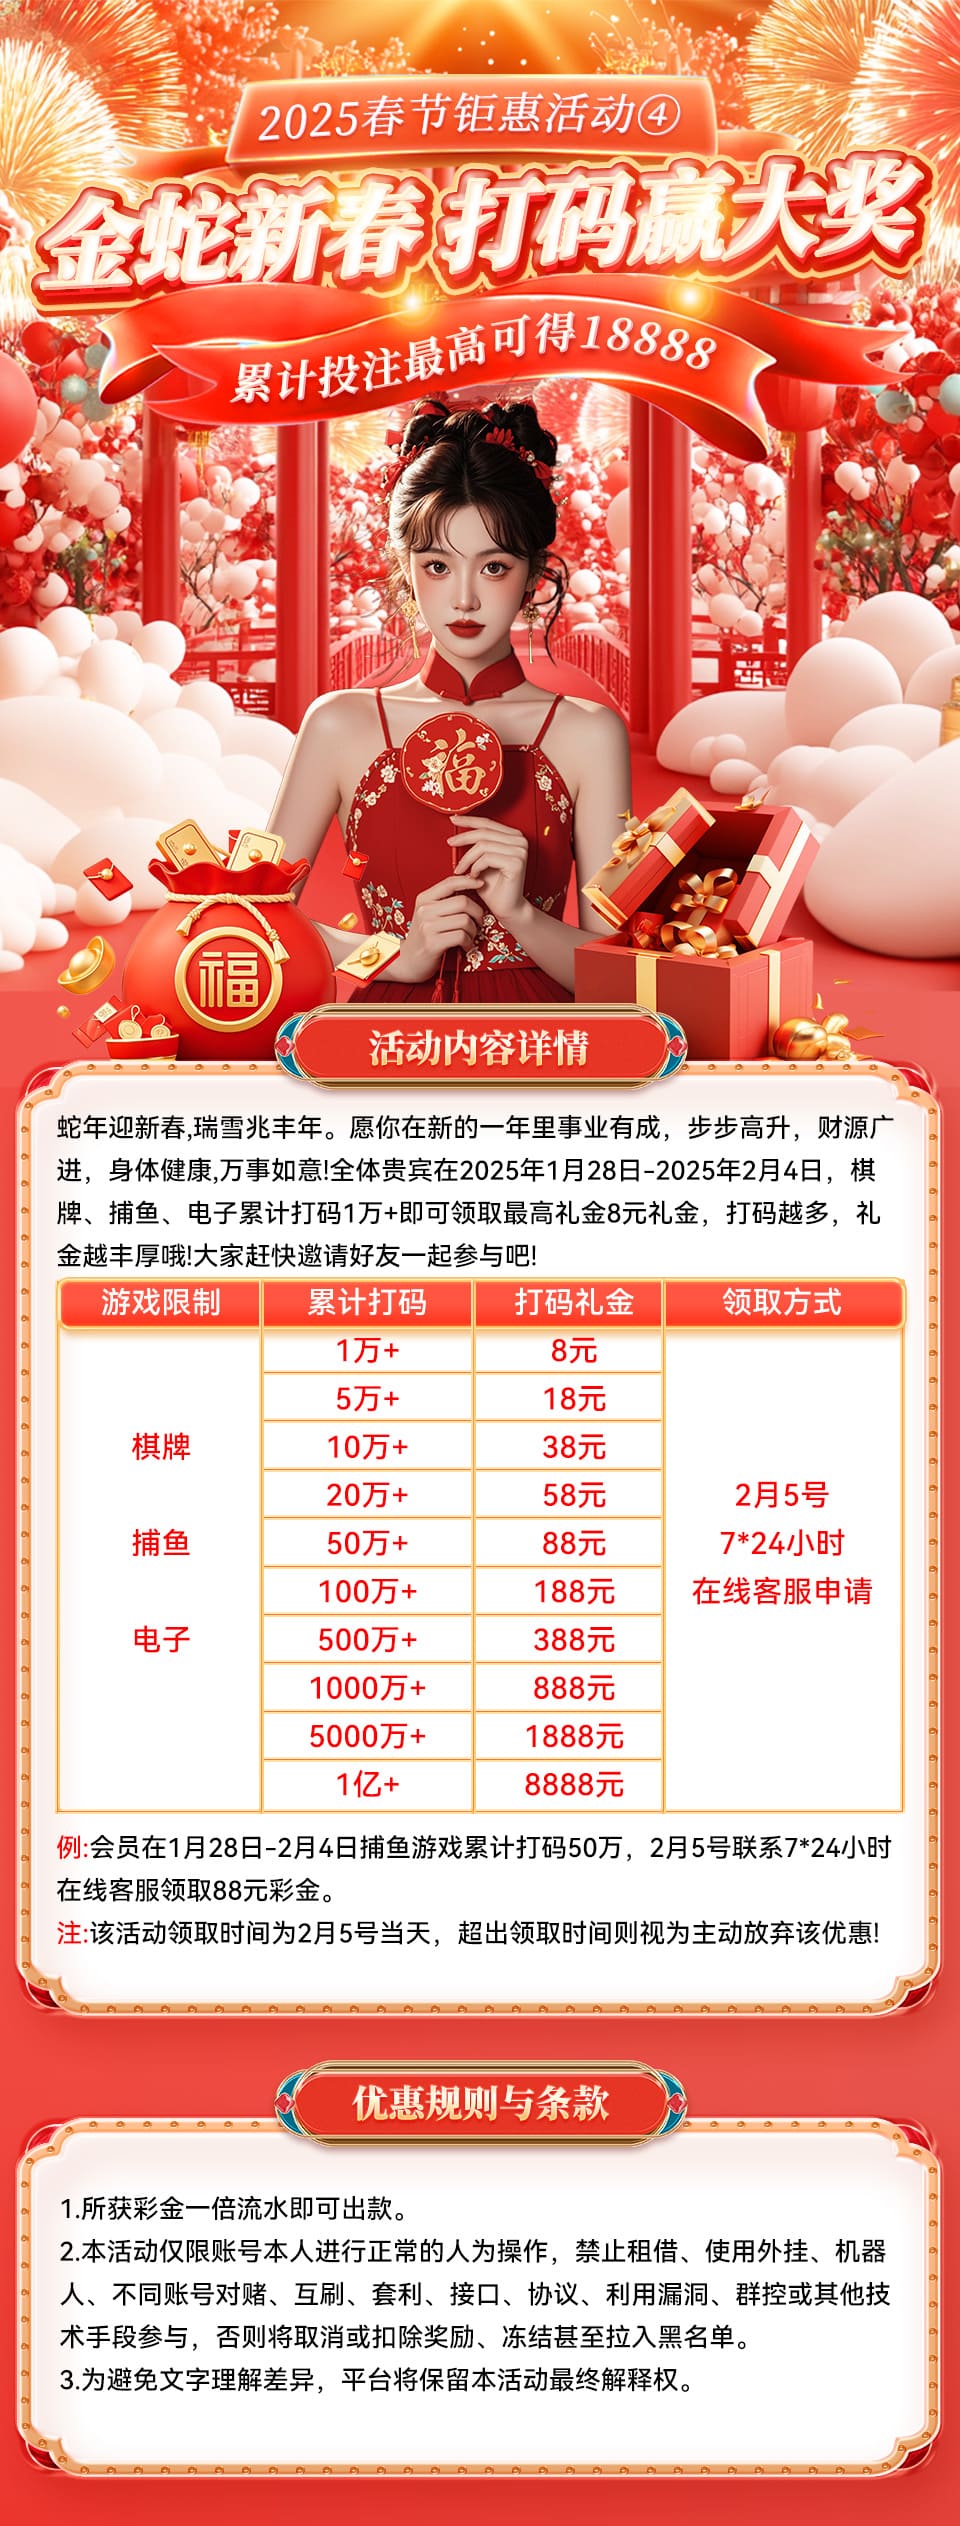 2025春节钜惠活动④
金蛇新春 打码赢大奖
累计投注最高可得18888
福
福
活动内容详情
蛇年迎新春,瑞雪兆丰年。愿你在新的一年里事业有成，步步高升，财源广
进，身体健康,万事如意!全体贵宾在2025年1月28日-2025年2月4日，棋
牌、捕鱼、电子累计打码1万+即可领取最高礼金8元礼金，打码越多，礼
金越丰厚哦!大家赶快邀请好友一起参与吧!
游戏限制 累计打码 打码礼金 领取方式
1万+ 8元
5万+ 18元
棋牌 10万+ 38元
20万+ 58元 2月5号
捕鱼 50万+ 88元 7*24小时
100万+ 188元 在线客服申请
电子 500万+ 388元
1000万+ 888元
5000万+ 1888元
1亿+ 8888元
例:会员在1月28日-2月4日捕鱼游戏累计打码50万，2月5号联系7*24小时
在线客服领取88元彩金。
注:该活动领取时间为2月5号当天，超出领取时间则视为主动放弃该优惠!
优惠规则与条款
1.所获彩金一倍流水即可出款。
2.本活动仅限账号本人进行正常的人为操作，禁止租借、使用外挂、机器
人、不同账号对赌、互刷、套利、接口、协议、利用漏洞、群控或其他技
术手段参与，否则将取消或扣除奖励、冻结甚至拉入黑名单。
3.为避免文字理解差异，平台将保留本活动最终解释权。